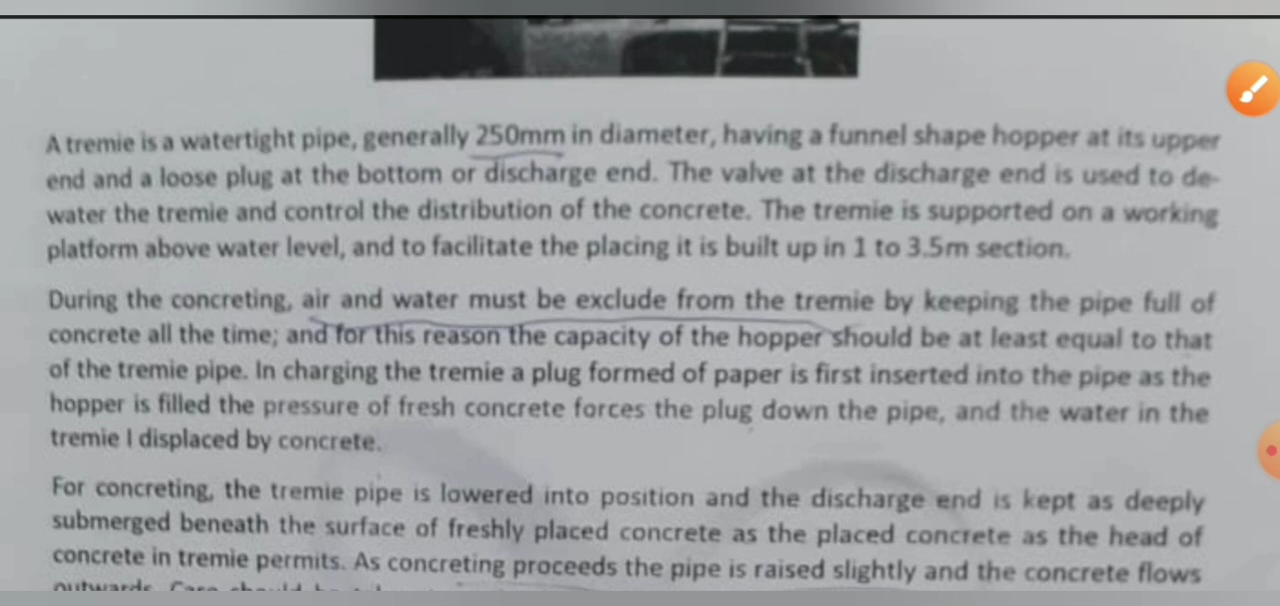 A tremie is a watertight pipe, generally 250mm in diameter, having a funnel shape hopper at its upper
end and a loose plug at the bottom or discharge end. The valve at the discharge end is used to de-
water the tremie and control the distribution of the concrete. The tremie is supported on a working
platform above water level, and to facilitate the placing it is built up in 1 to 3.5m section.
During the concreting, air and water must be exclude from the tremie by keeping the pipe full of
concrete all the time; and for this reason the capacity of the hopper should be at least equal to that
of the tremie pipe. In charging the tremie a plug formed of paper is first inserted into the pipe as the
hopper is filled the pressure of fresh concrete forces the plug down the pipe, and the water in the
tremie I displaced by concrete.
For concreting, the tremie pipe is lowered into position and the discharge end is kept as deeply
submerged beneath the surface of freshly placed concrete as the placed concrete as the head of
concrete in tremie permits. As concreting proceeds the pipe is raised slightly and the concrete flows
outwards. Care should be